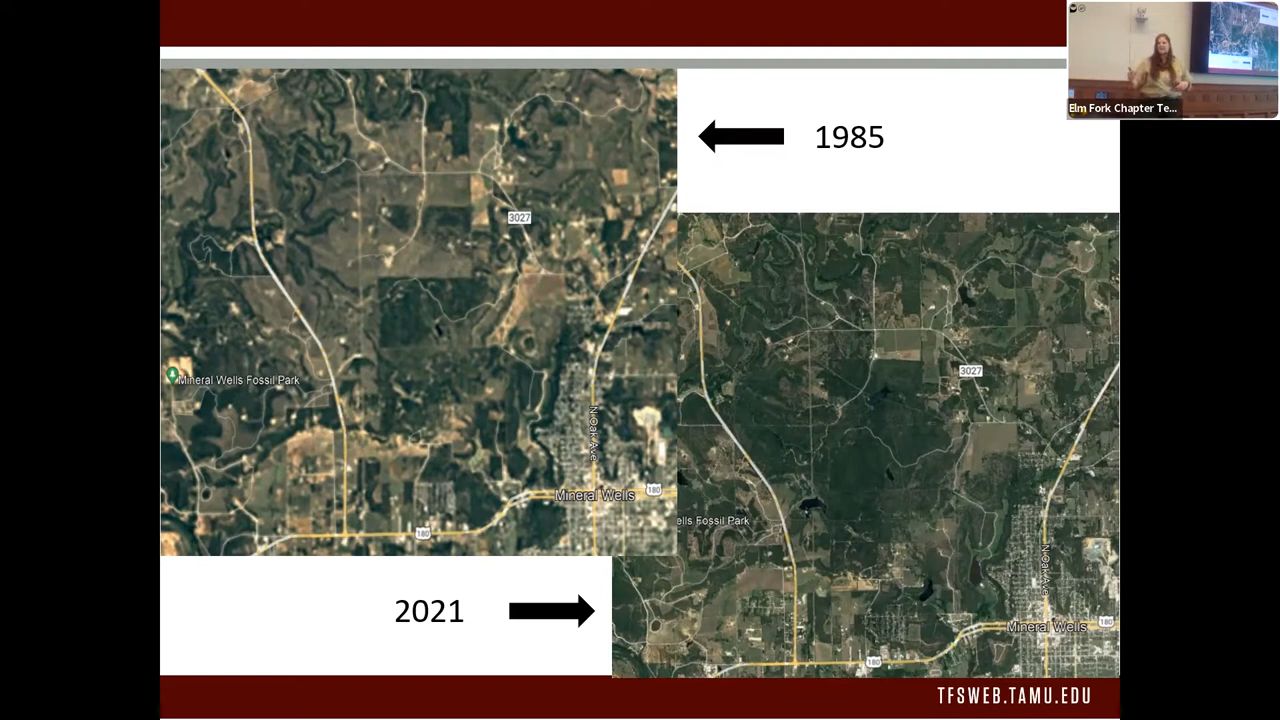 Elm Fork Chapter Te...
1985
3027
3027
Mineral Wells Fossil Park
N Oak Ave
Mineral Wells
180
180
ells Fossil Park
N Oak Ave
2021
Mineral Wells
180
180
TFSWEB.TAMU.EDU